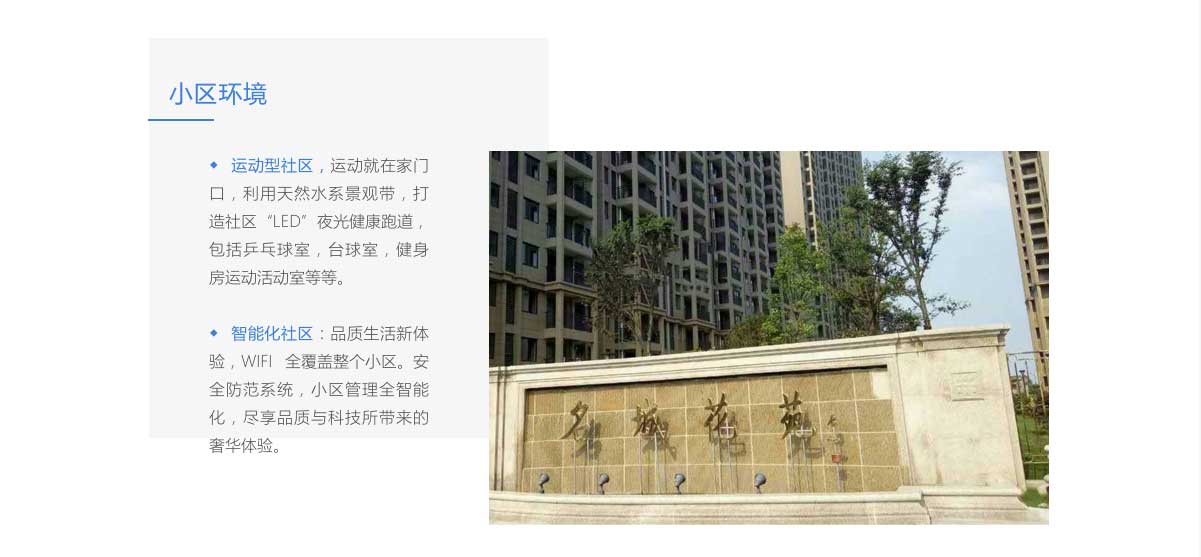 小区环境
◆ 运动型社区，运动就在家门
口，利用天然水系景观带，打
造社区“LED”夜光健康跑道，
包括乒乓球室，台球室，健身
房运动活动室等等。
◆ 智能化社区：品质生活新体
验，WIFI 全覆盖整个小区。安
全防范系统，小区管理全智能
化，尽享品质与科技所带来的
奢华体验。
名城花苑